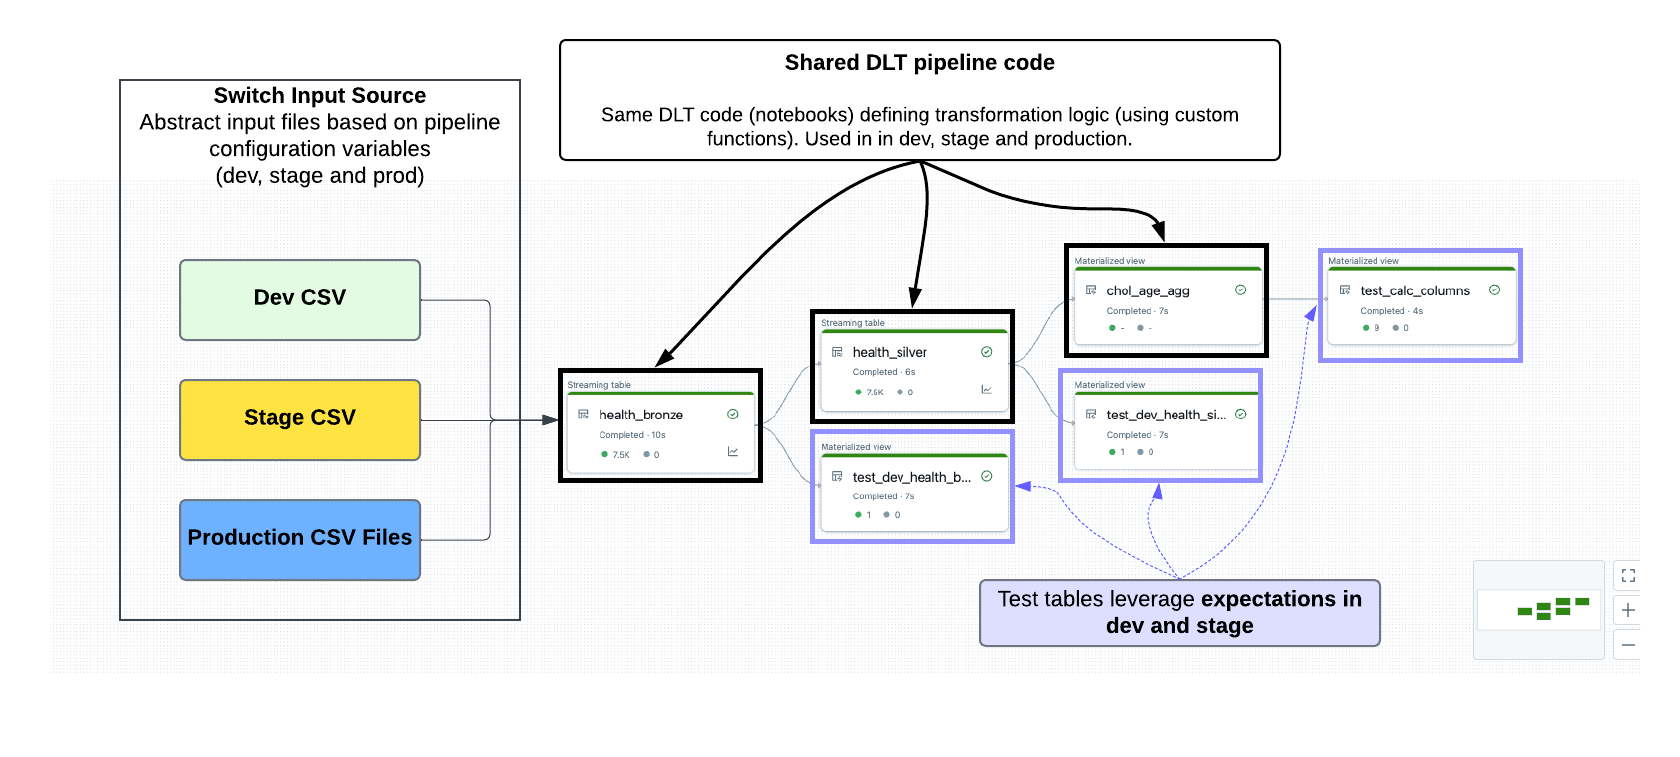 Shared DLT pipeline code
Same DLT code (notebooks) defining transformation logic (using custom
functions). Used in in dev, stage and production.
Switch Input Source
Abstract input files based on pipeline
configuration variables
(dev, stage and prod)
Dev CSV
Stage CSV
Production CSV Files
Streaming table
health_bronze
Completed · 10s
7.5K 0
Streaming table
health_silver
Completed · 6s
7.5K 0
Materialized view
test_dev_health_b...
Completed · 7s
1 0
Materialized view
chol_age_agg
Completed · 7s
- -
Materialized view
test_dev_health_si...
Completed · 7s
1 0
Materialized view
test_calc_columns
Completed · 4s
9 0
Test tables leverage expectations in
dev and stage